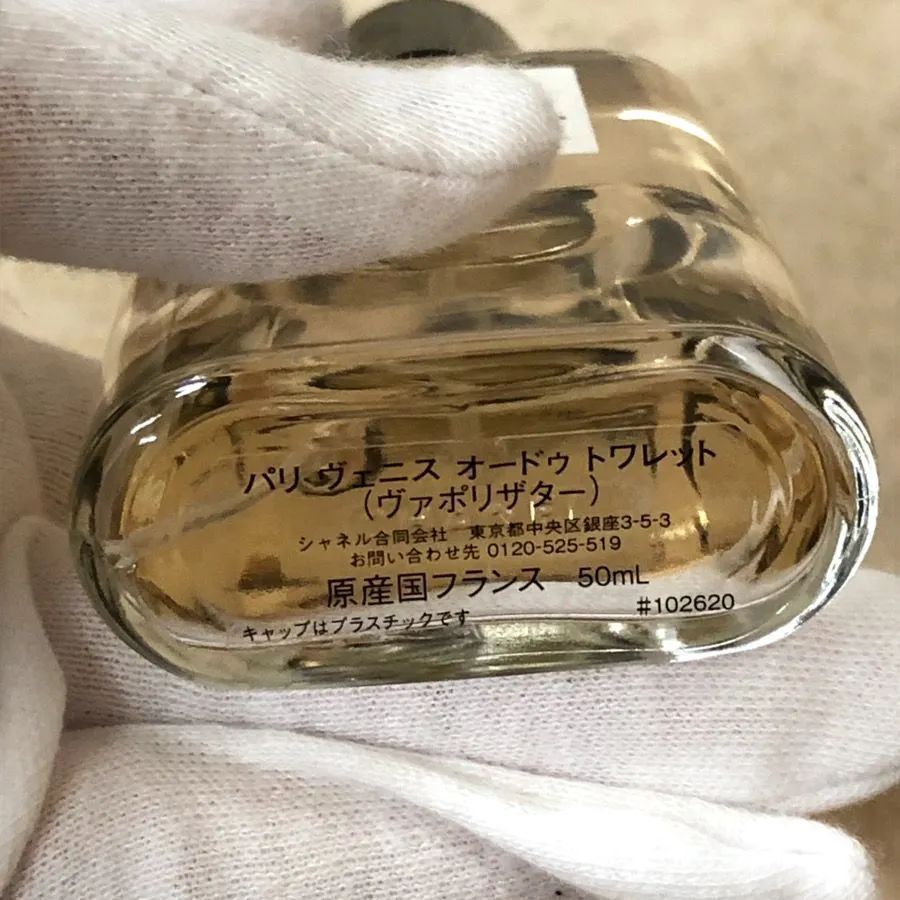 パリ ヴェニス オードゥ トワレット
(ヴァポリザター)
シャネル合同会社 東京都中央区銀座3-5-3
お問い合わせ先 0120-525-519
原産国フランス 50mL
#102620
キャップはプラスチックです